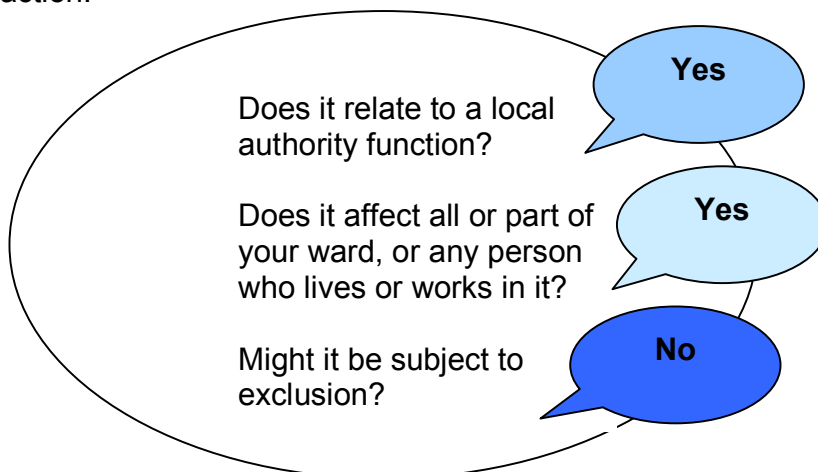 action.
Yes
Does it relate to a local
authority function?
Yes
Does it affect all or part of
your ward, or any person
who lives or works in it?
No
Might it be subject to
exclusion?